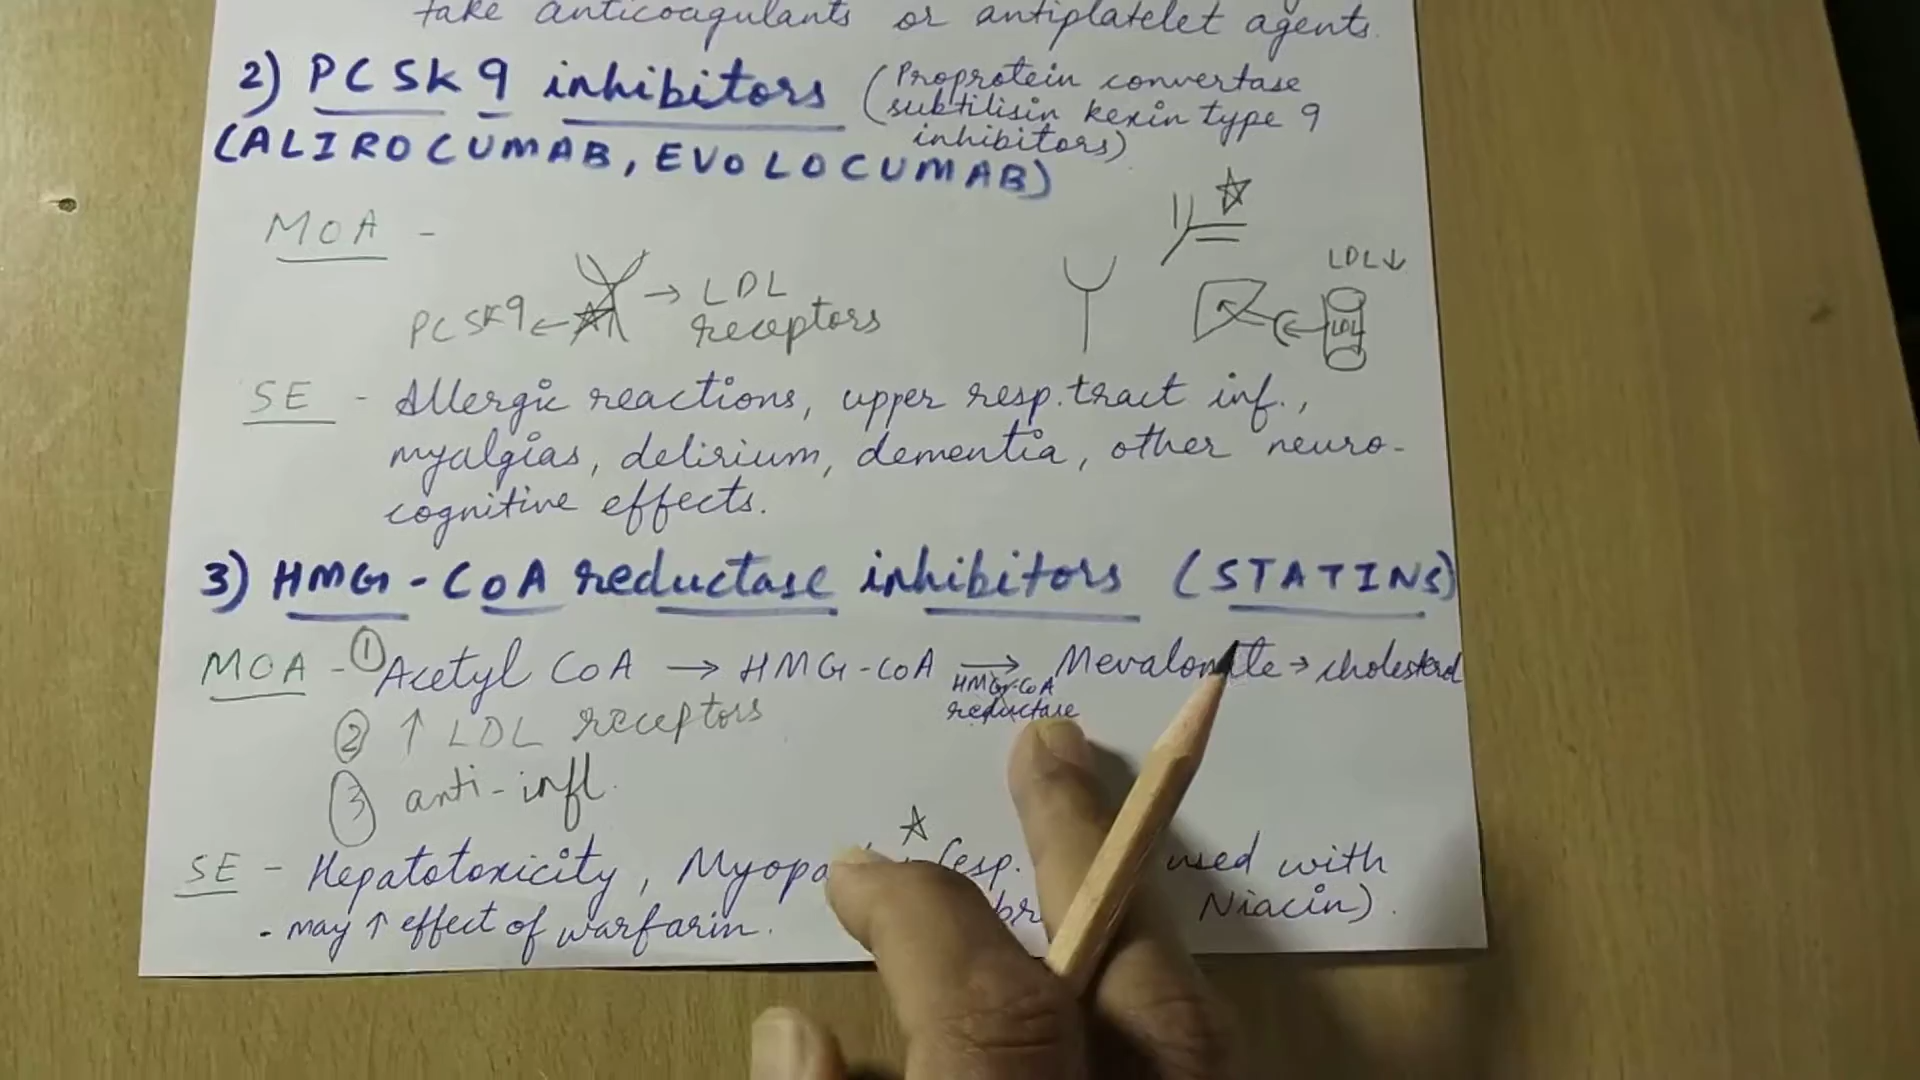 take anticoagulants or antiplatelet agents.
2) PCSK9 inhibitors (Proprotein convertase
subtilisin kexin type 9
inhibitors)
(ALIROCUMAB, EVOLOCUMAB)
MOA -
LDL↓
PCSK9 ← → LDL
receptors
LDL
SE - Allergic reactions, upper resp. tract inf.,
myalgias, delirium, dementia, other neuro-
cognitive effects.
3) HMG-CoA reductase inhibitors (STATINS)
MOA - ① Acetyl CoA → HMG-CoA → Mevalonate → cholesterol
HMG-CoA
reductase
② ↑ LDL receptors
③ anti-infl.
SE - Hepatotoxicity, (esp. used with
Niacin).
• may ↑ effect of warfarin.